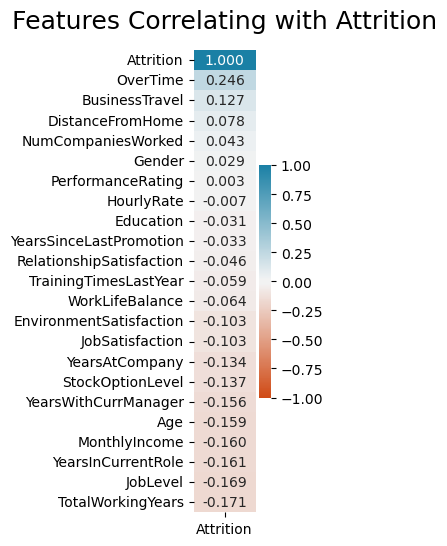 Features Correlating with Attrition
Attrition 1.000
OverTime 0.246
BusinessTravel 0.127
DistanceFromHome 0.078
NumCompaniesWorked 0.043
Gender 0.029
PerformanceRating 0.003
HourlyRate -0.007
Education -0.031
YearsSinceLastPromotion -0.033
RelationshipSatisfaction -0.046
TrainingTimesLastYear -0.059
WorkLifeBalance -0.064
EnvironmentSatisfaction -0.103
JobSatisfaction -0.103
YearsAtCompany -0.134
StockOptionLevel -0.137
YearsWithCurrManager -0.156
Age -0.159
MonthlyIncome -0.160
YearsInCurrentRole -0.161
JobLevel -0.169
TotalWorkingYears -0.171
Attrition
1.00
0.75
0.50
0.25
0.00
−0.25
−0.50
−0.75
−1.00